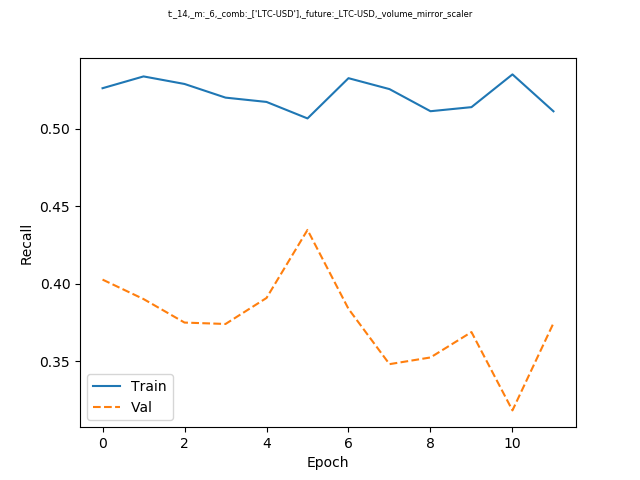 t:_14,_m:_6,_comb:_['LTC-USD'],_future:_LTC-USD,_volume_mirror_scaler
0.50
0.45
0.40
0.35
Recall
Train
Val
0 2 4 6 8 10
Epoch